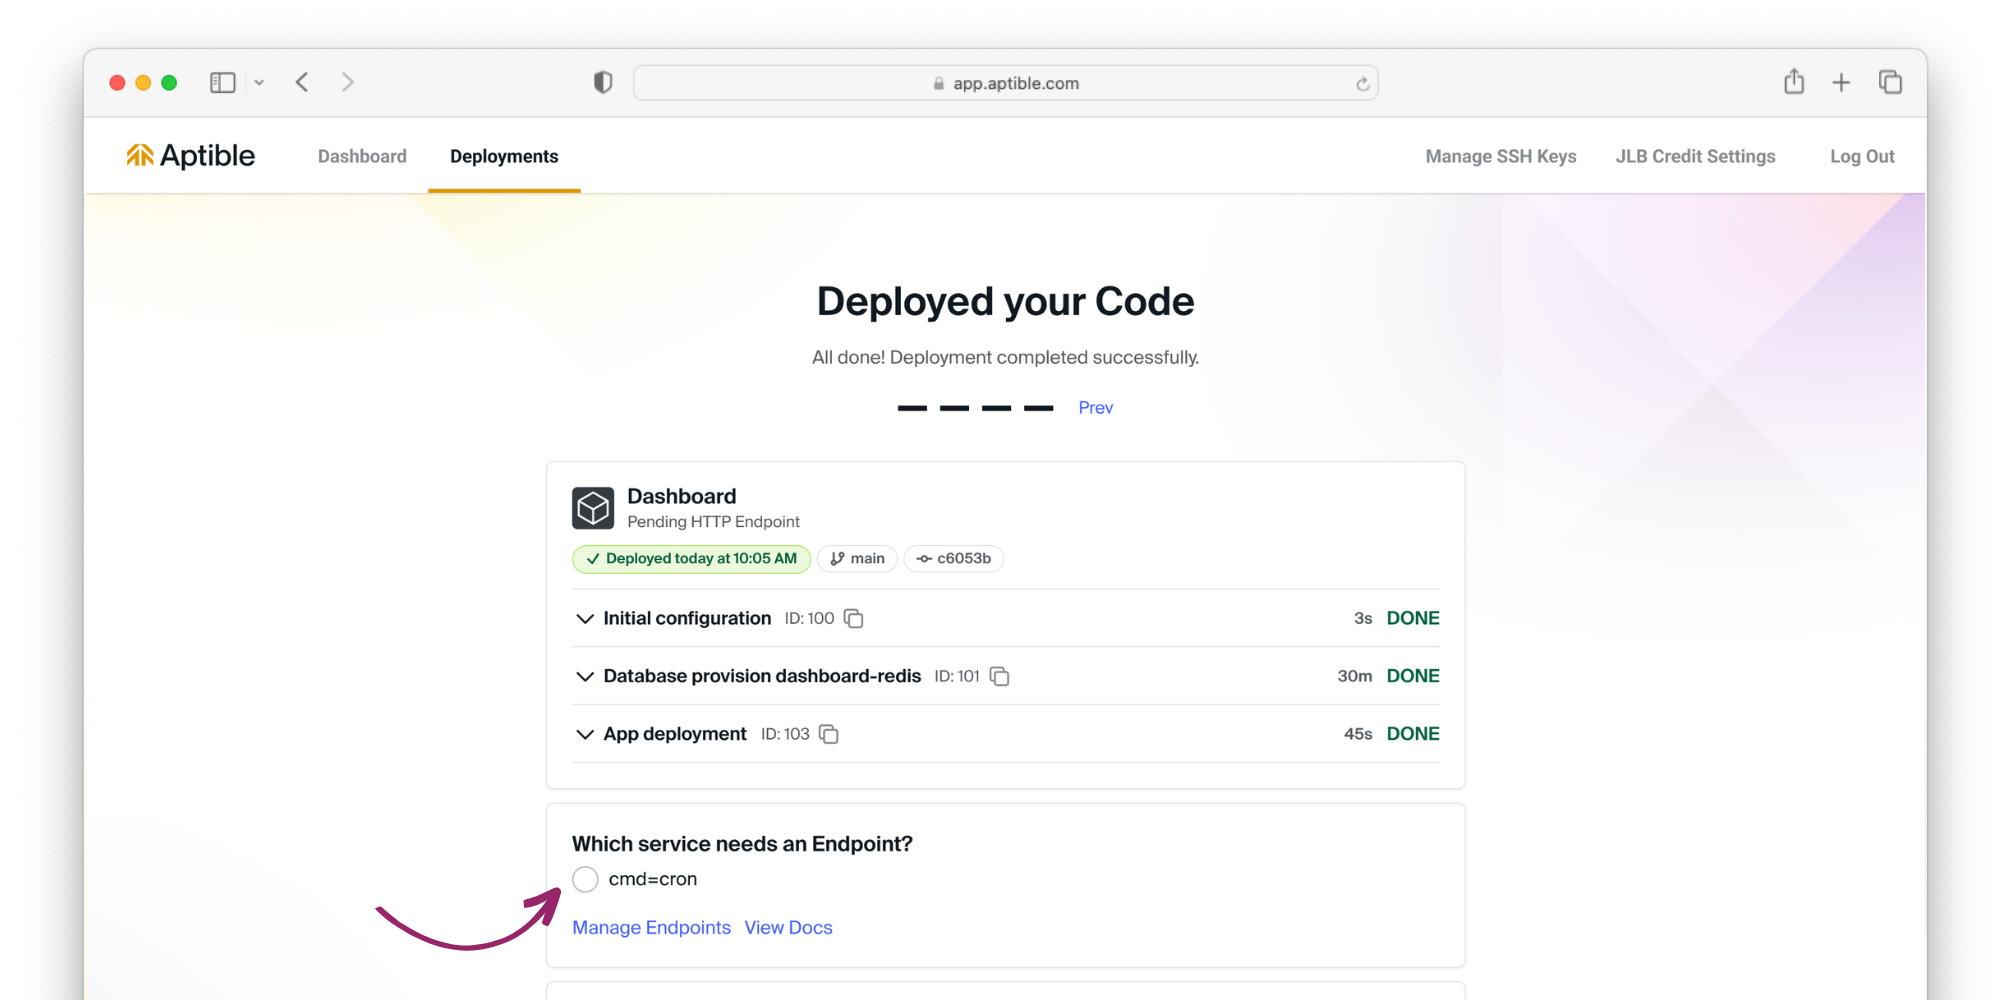 app.aptible.com
Aptible Dashboard Deployments Manage SSH Keys JLB Credit Settings Log Out
Deployed your Code
All done! Deployment completed successfully.
Prev
Dashboard
Pending HTTP Endpoint
Deployed today at 10:05 AM main c6053b
Initial configuration ID: 100 3s DONE
Database provision dashboard-redis ID: 101 30m DONE
App deployment ID: 103 45s DONE
Which service needs an Endpoint?
cmd=cron
Manage Endpoints View Docs